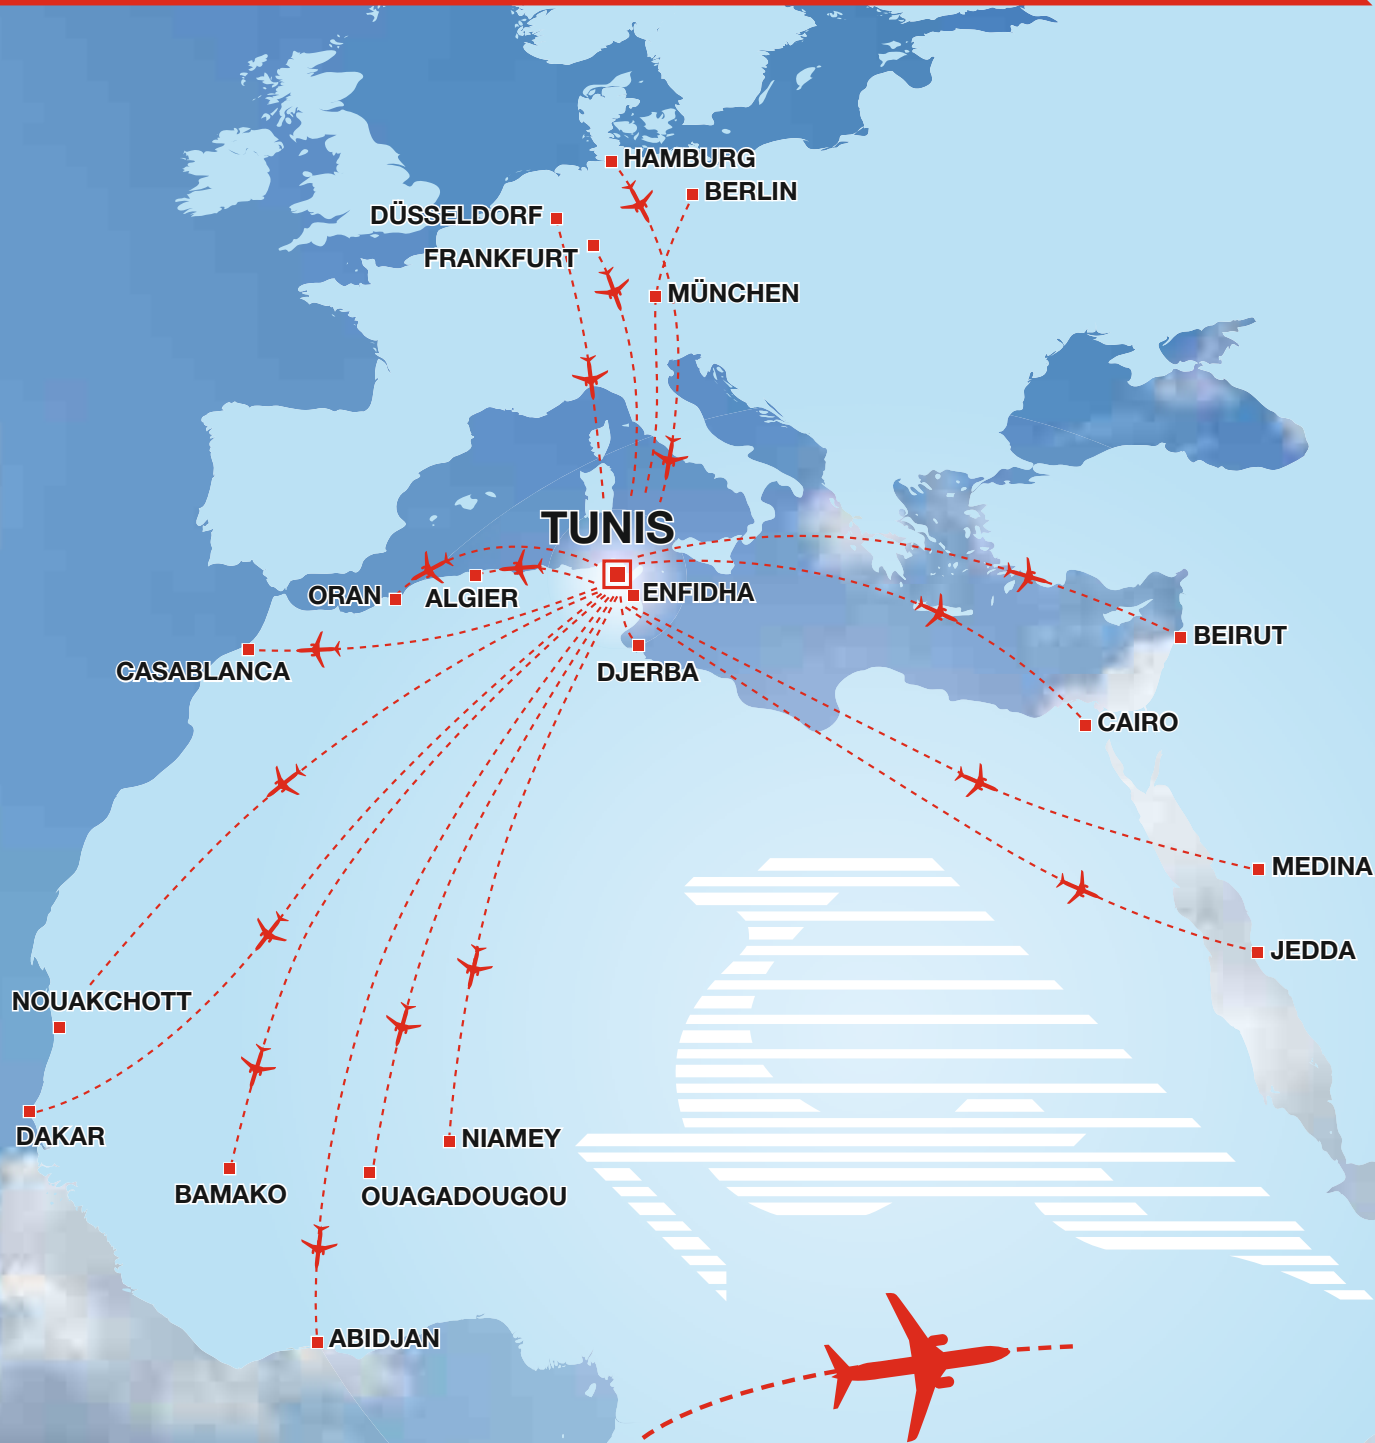 HAMBURG
BERLIN
DÜSSELDORF
FRANKFURT
MÜNCHEN
TUNIS
ORAN
ALGIER
ENFIDHA
BEIRUT
CASABLANCA
DJERBA
CAIRO
MEDINA
JEDDA
NOUAKCHOTT
DAKAR
NIAMEY
BAMAKO
OUAGADOUGOU
ABIDJAN